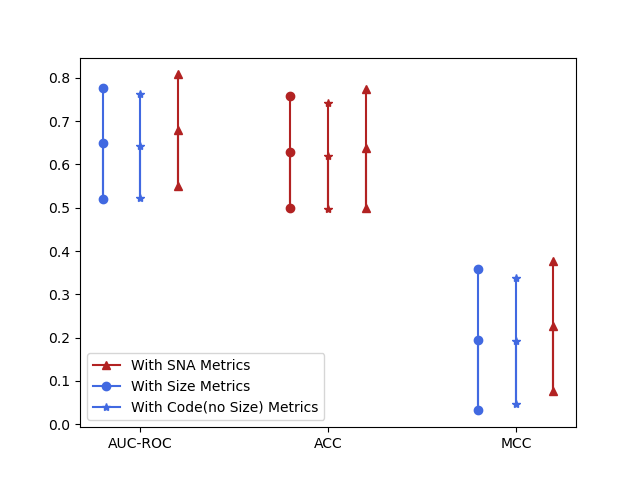 0.8
0.7
0.6
0.5
0.4
0.3
0.2
0.1
0.0
With SNA Metrics
With Size Metrics
With Code(no Size) Metrics
AUC-ROC ACC MCC